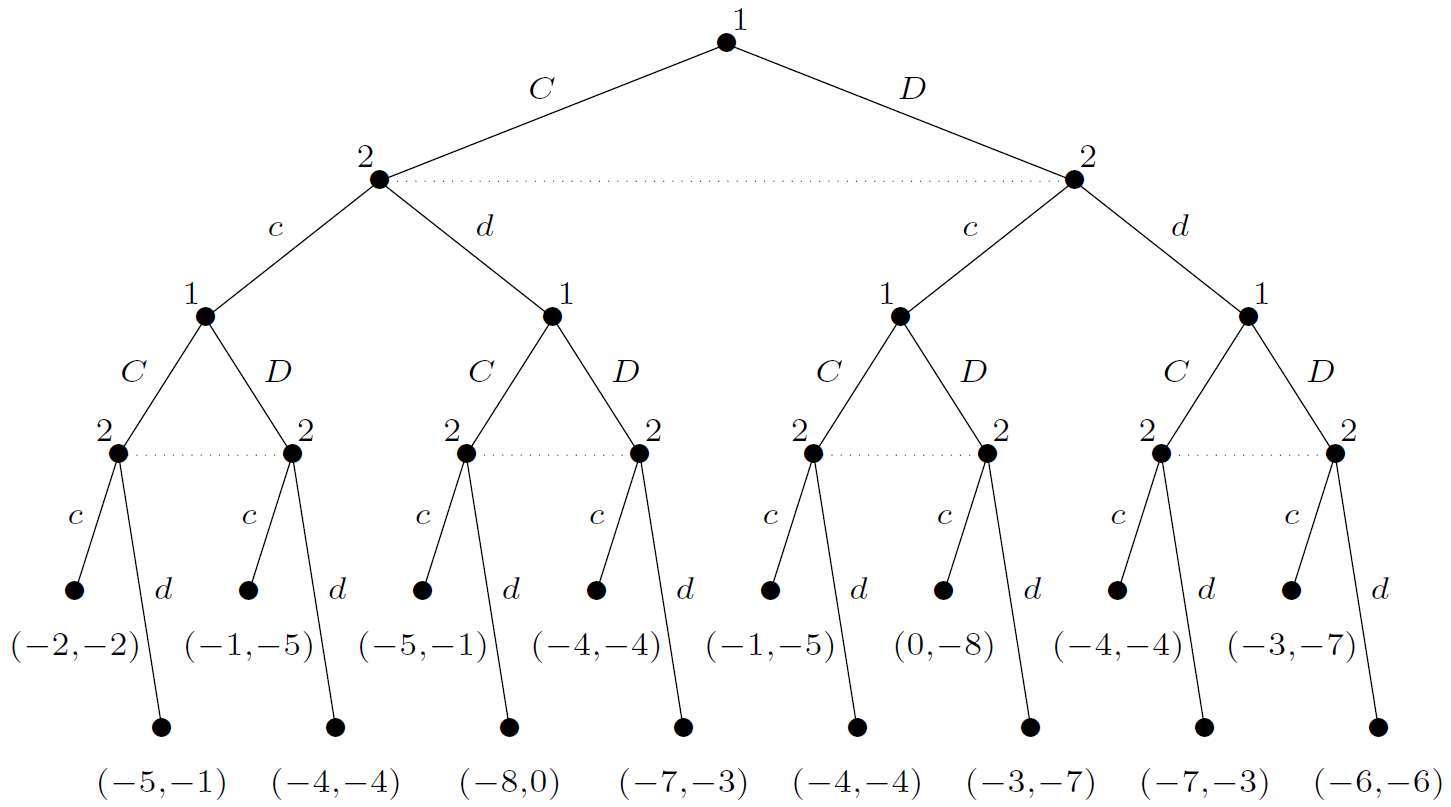 1
C D
2 2
c d c d
1 1 1 1
C D C D C D C D
2 2 2 2 2 2 2 2
c c c c c c c c
d d d d d d d d
(−2,−2) (−1,−5) (−5,−1) (−4,−4) (−1,−5) (0,−8) (−4,−4) (−3,−7)
(−5,−1) (−4,−4) (−8,0) (−7,−3) (−4,−4) (−3,−7) (−7,−3) (−6,−6)